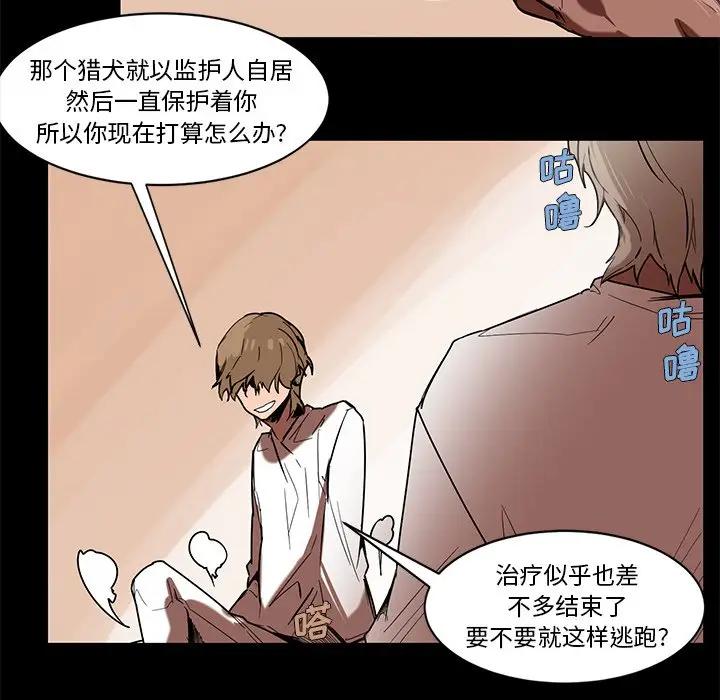 那个猎犬就以监护人自居
然后一直保护着你
所以你现在打算怎么办?
咕
噜
咕
噜
治疗似乎也差
不多结束了
要不要就这样逃跑?
嗒